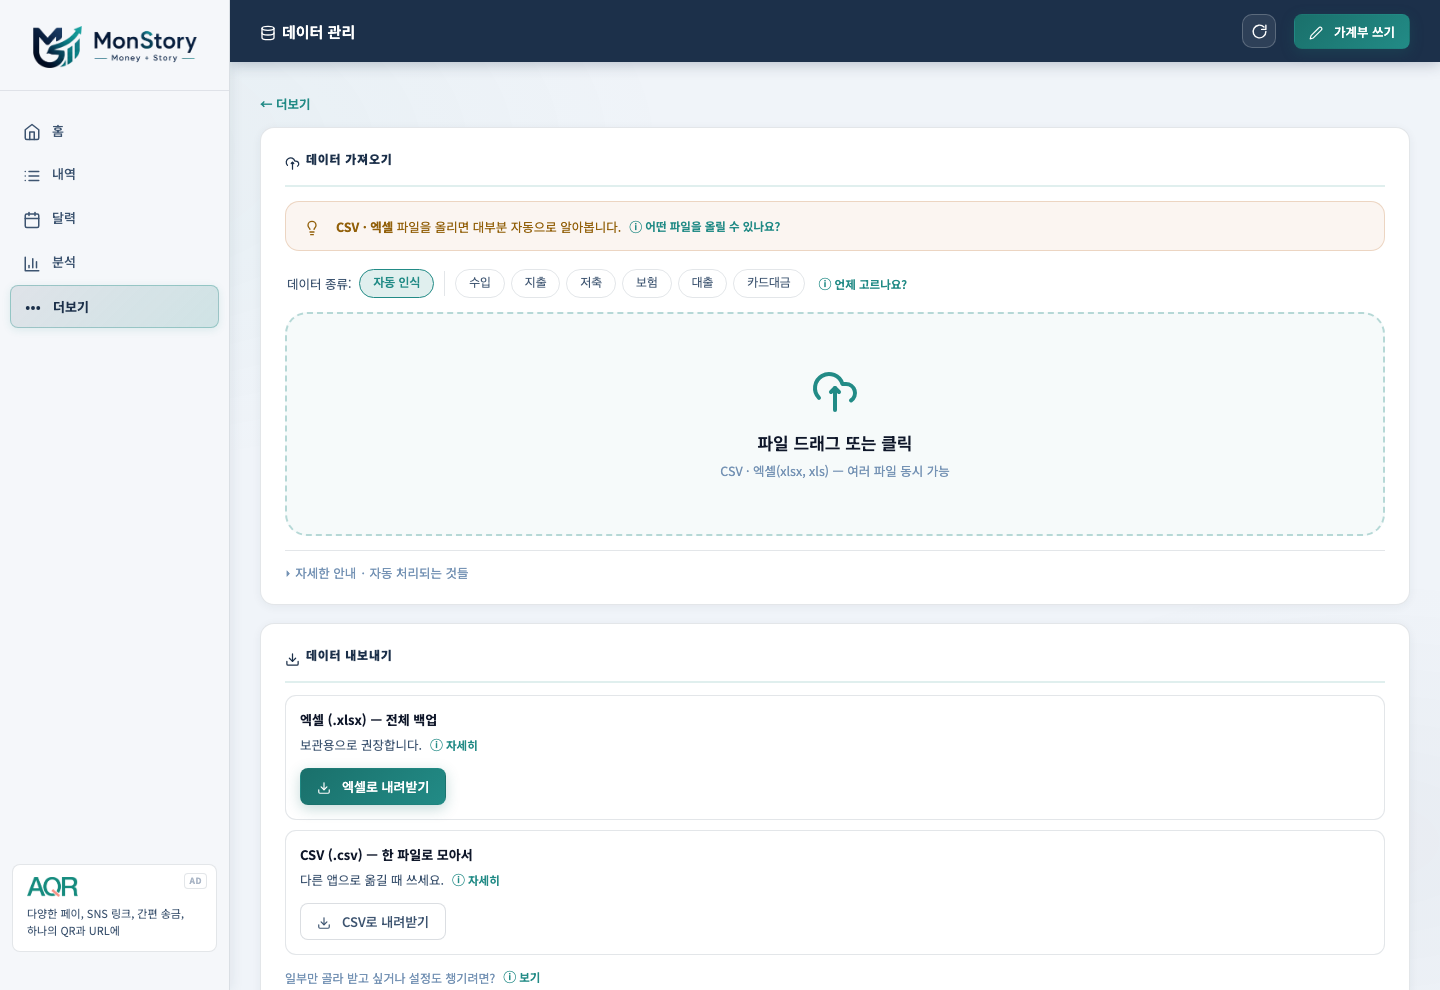 MonStory
Money + Story
홈
내역
달력
분석
더보기
AQR
AD
다양한 페이, SNS 링크, 간편 송금,
하나의 QR과 URL에
데이터 관리
가계부 쓰기
← 더보기
데이터 가져오기
CSV · 엑셀 파일을 올리면 대부분 자동으로 알아봅니다. ⓘ 어떤 파일을 올릴 수 있나요?
데이터 종류: 자동 인식 수입 지출 저축 보험 대출 카드대금 ⓘ 언제 고르나요?
파일 드래그 또는 클릭
CSV · 엑셀(xlsx, xls) — 여러 파일 동시 가능
자세한 안내 · 자동 처리되는 것들
데이터 내보내기
엑셀 (.xlsx) — 전체 백업
보관용으로 권장합니다. ⓘ 자세히
엑셀로 내려받기
CSV (.csv) — 한 파일로 모아서
다른 앱으로 옮길 때 쓰세요. ⓘ 자세히
CSV로 내려받기
일부만 골라 받고 싶거나 설정도 챙기려면? ⓘ 보기